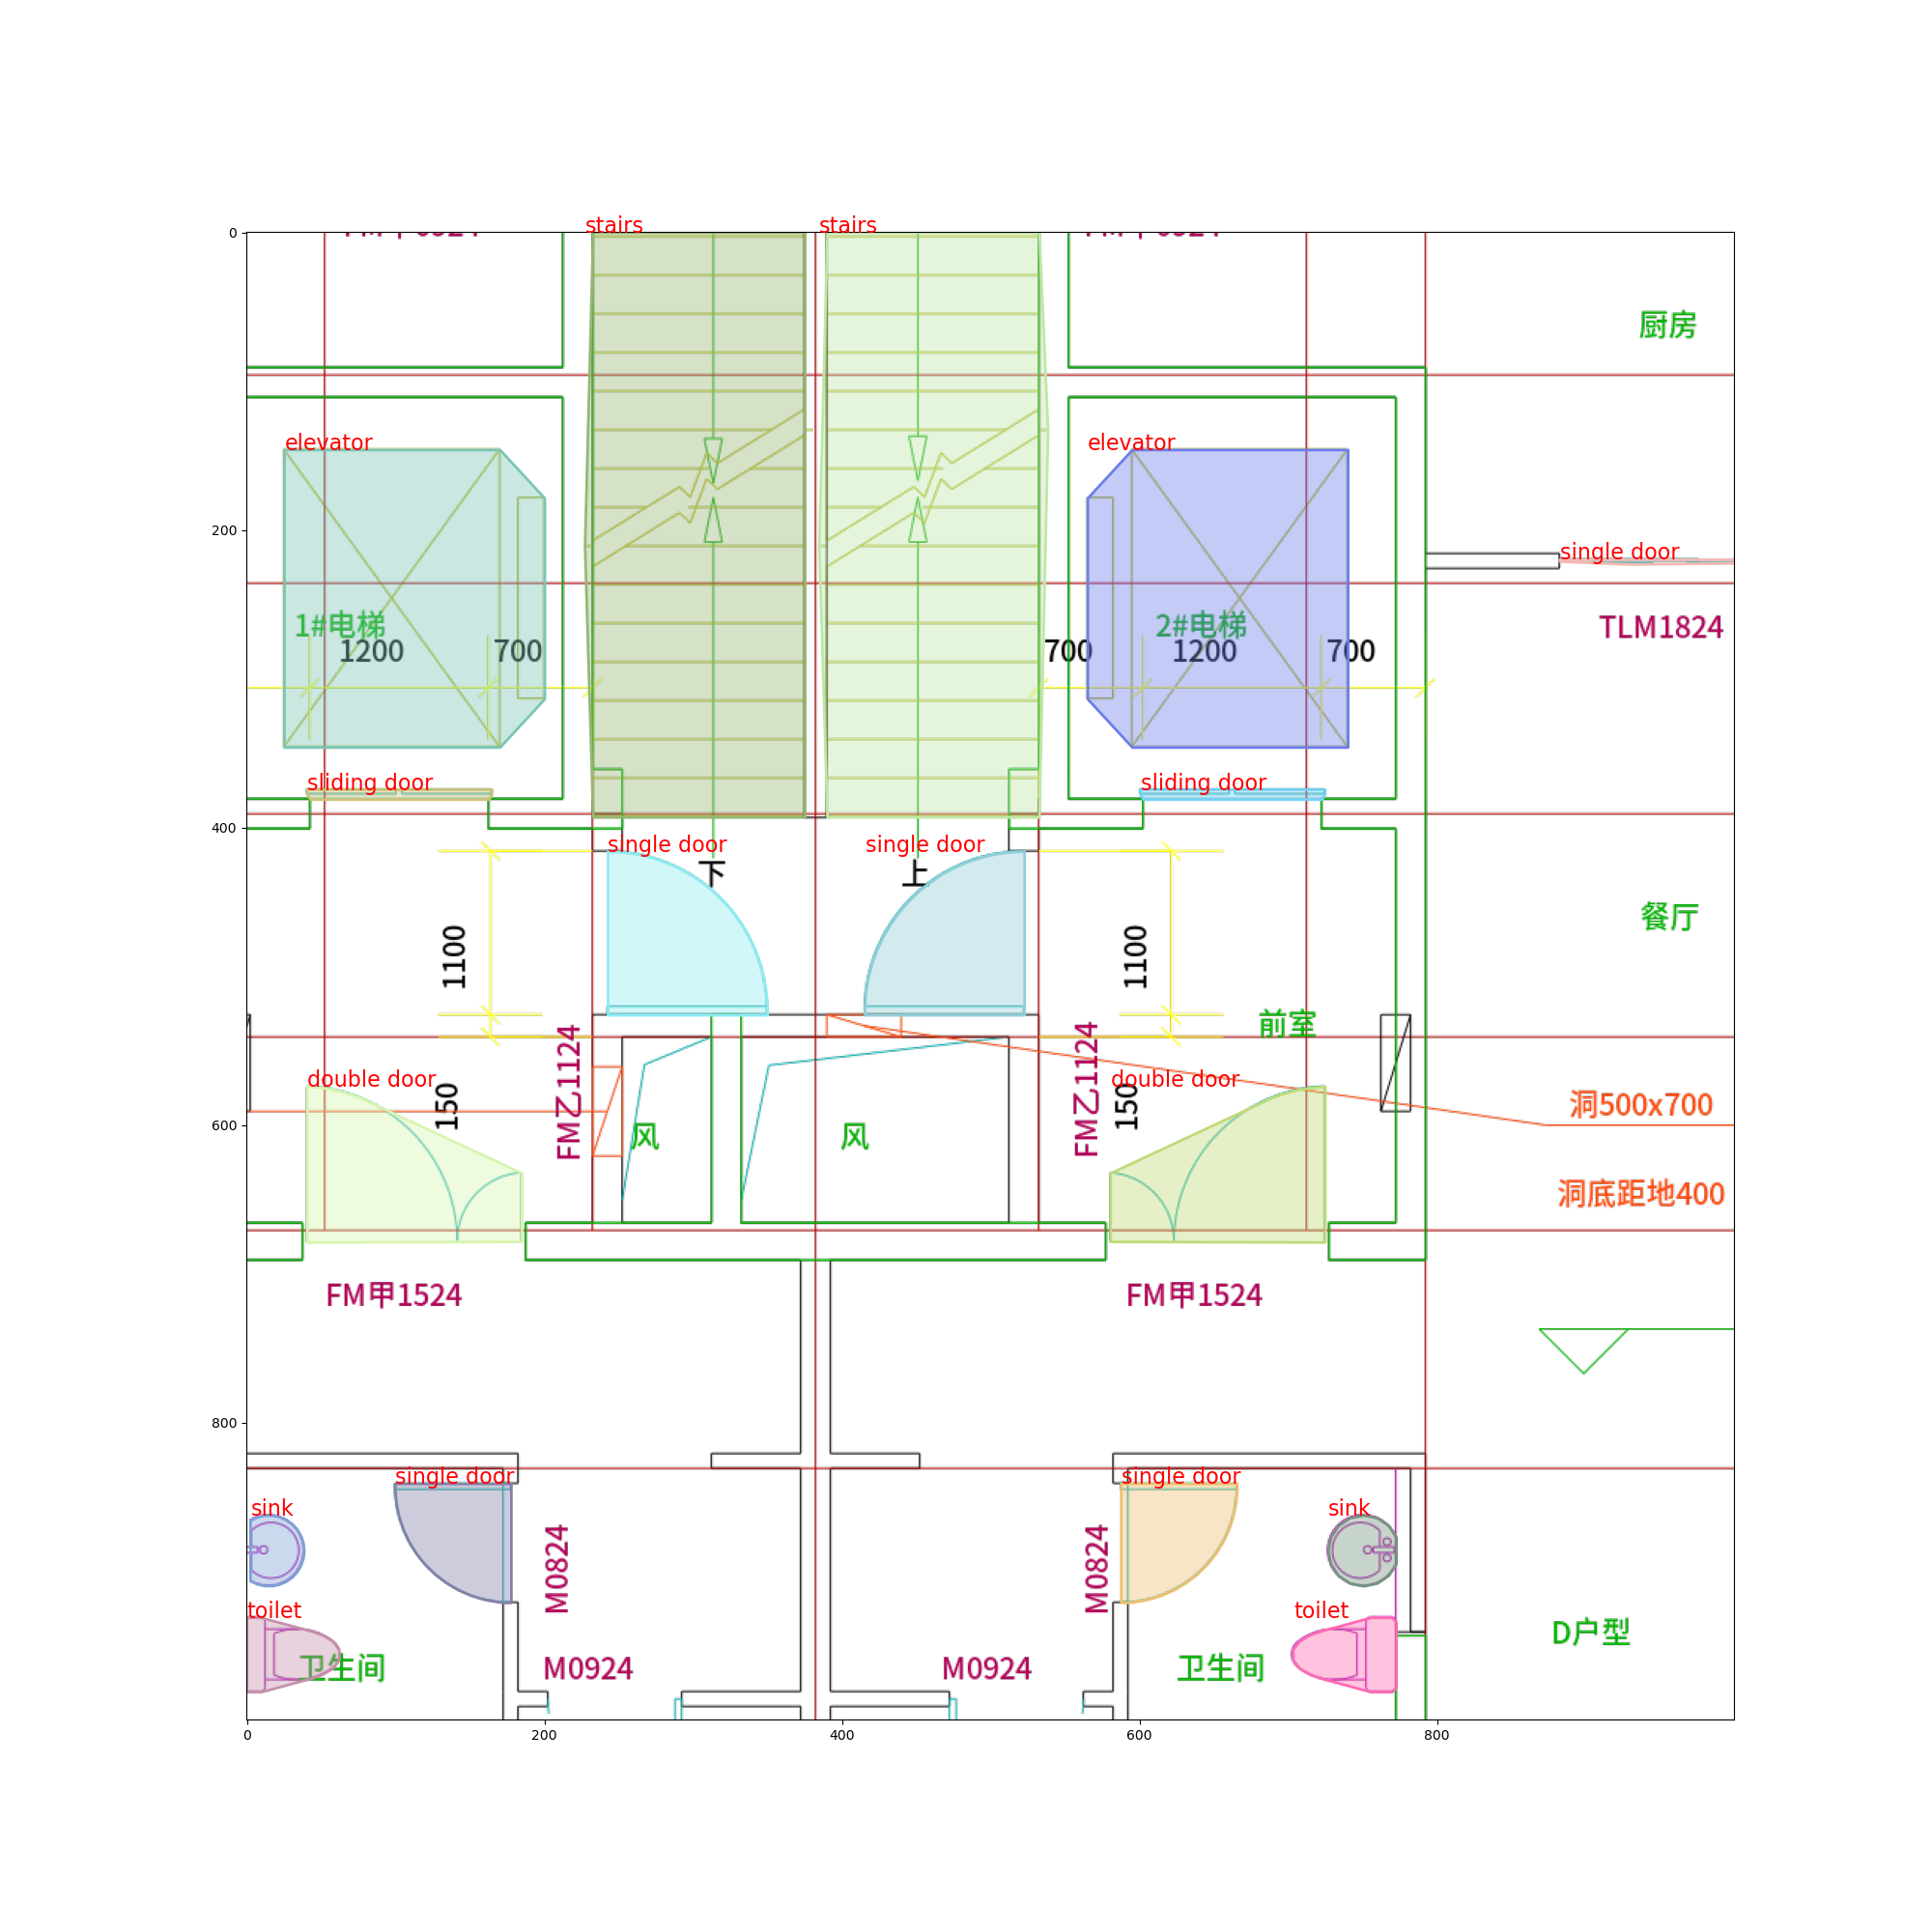 stairs
stairs
0
厨房
elevator
elevator
200
single door
1#电梯
2#电梯
TLM1824
1200
700
700
1200
700
sliding door
sliding door
400
single door
single door
下
上
餐厅
1100
1100
前室
FM乙1124
FM乙1124
double door
double door
150
150
洞500x700
600
风
风
洞底距地400
FM甲1524
FM甲1524
800
single door
single door
sink
sink
M0824
M0824
toilet
toilet
D户型
卫生间
M0924
M0924
卫生间
0
200
400
600
800